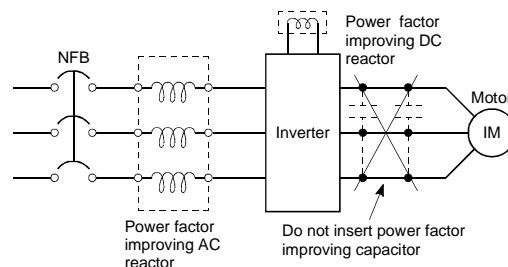 NFB
Power factor
improving DC
reactor
Motor
Inverter
IM
Power factor
improving AC
reactor
Do not insert power factor
improving capacitor